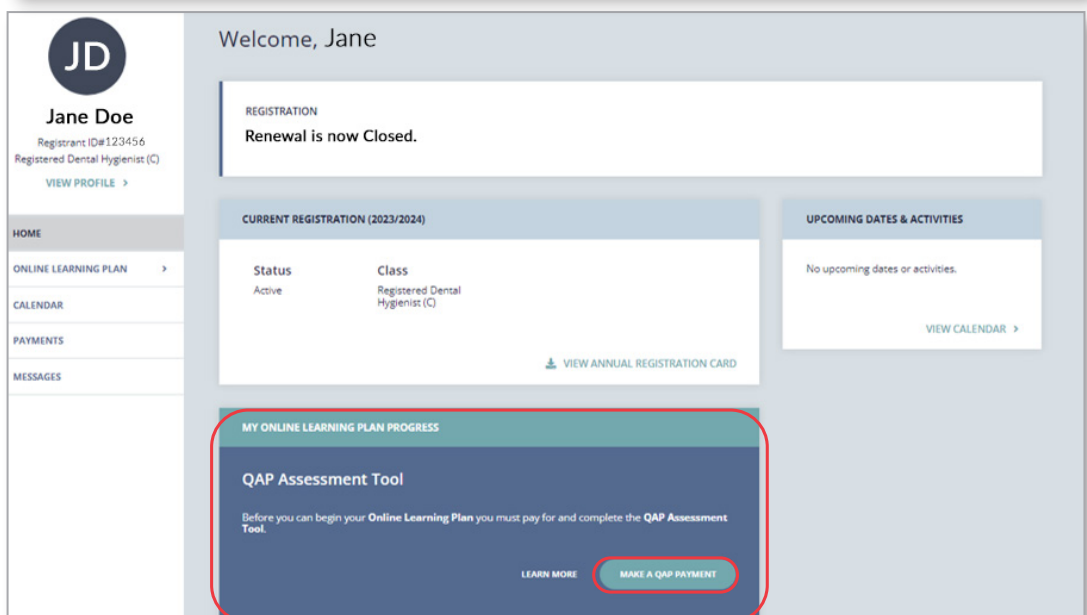 JD
Jane Doe
Registrant ID#123456
Registered Dental Hygienist (C)
VIEW PROFILE >
HOME
ONLINE LEARNING PLAN >
CALENDAR
PAYMENTS
MESSAGES
Welcome, Jane
REGISTRATION
Renewal is now Closed.
CURRENT REGISTRATION (2023/2024)
Status Class
Active Registered Dental
Hygienist (C)
VIEW ANNUAL REGISTRATION CARD
UPCOMING DATES & ACTIVITIES
No upcoming dates or activities.
VIEW CALENDAR >
MY ONLINE LEARNING PLAN PROGRESS
QAP Assessment Tool
Before you can begin your Online Learning Plan you must pay for and complete the QAP Assessment
Tool.
LEARN MORE MAKE A QAP PAYMENT